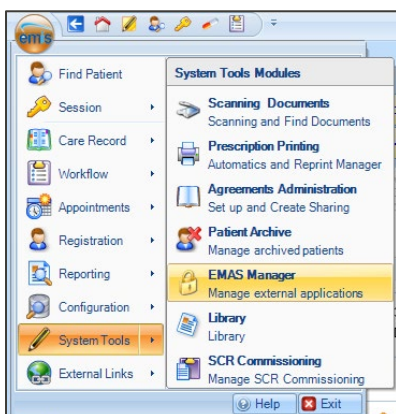 emis
Find Patient
Session
Care Record
Workflow
Appointments
Registration
Reporting
Configuration
System Tools
External Links
System Tools Modules
Scanning Documents
Scanning and Find Documents
Prescription Printing
Automatics and Reprint Manager
Agreements Administration
Set up and Create Sharing
Patient Archive
Manage archived patients
EMAS Manager
Manage external applications
Library
Library
SCR Commissioning
Manage SCR Commissioning
Help
Exit